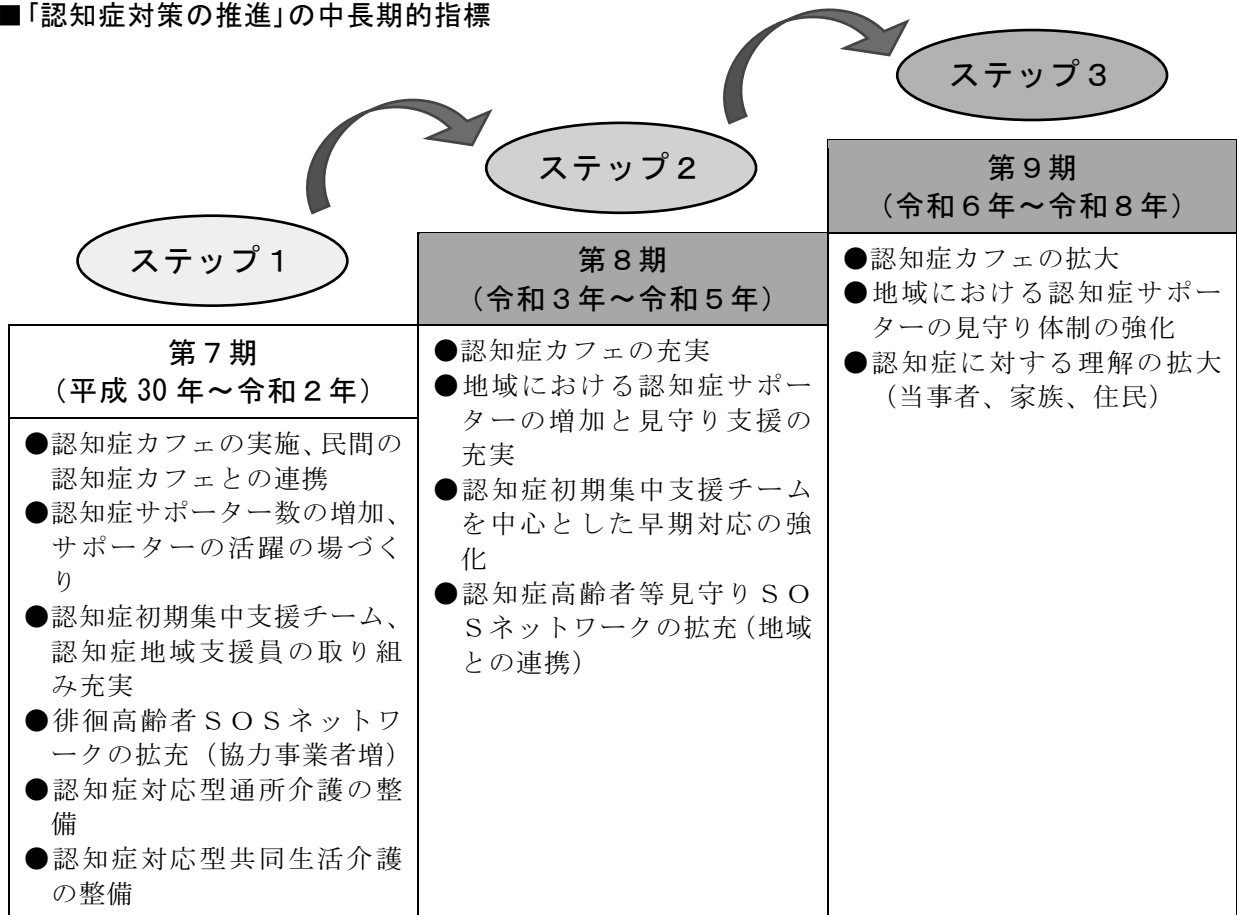 ■「認知症対策の推進」の中長期的指標
ステップ１
第７期
（平成 30 年～令和２年）
●認知症カフェの実施、民間の
認知症カフェとの連携
●認知症サポーター数の増加、
サポーターの活躍の場づく
り
●認知症初期集中支援チーム、
認知症地域支援員の取り組
み充実
●徘徊高齢者ＳＯＳネットワ
ークの拡充（協力事業者増）
●認知症対応型通所介護の整
備
●認知症対応型共同生活介護
の整備
ステップ２
第８期
（令和３年～令和５年）
●認知症カフェの充実
●地域における認知症サポー
ターの増加と見守り支援の
充実
●認知症初期集中支援チーム
を中心とした早期対応の強
化
●認知症高齢者等見守りＳＯ
Ｓネットワークの拡充（地域
との連携）
ステップ３
第９期
（令和６年～令和８年）
●認知症カフェの拡大
●地域における認知症サポー
ターの見守り体制の強化
●認知症に対する理解の拡大
（当事者、家族、住民）